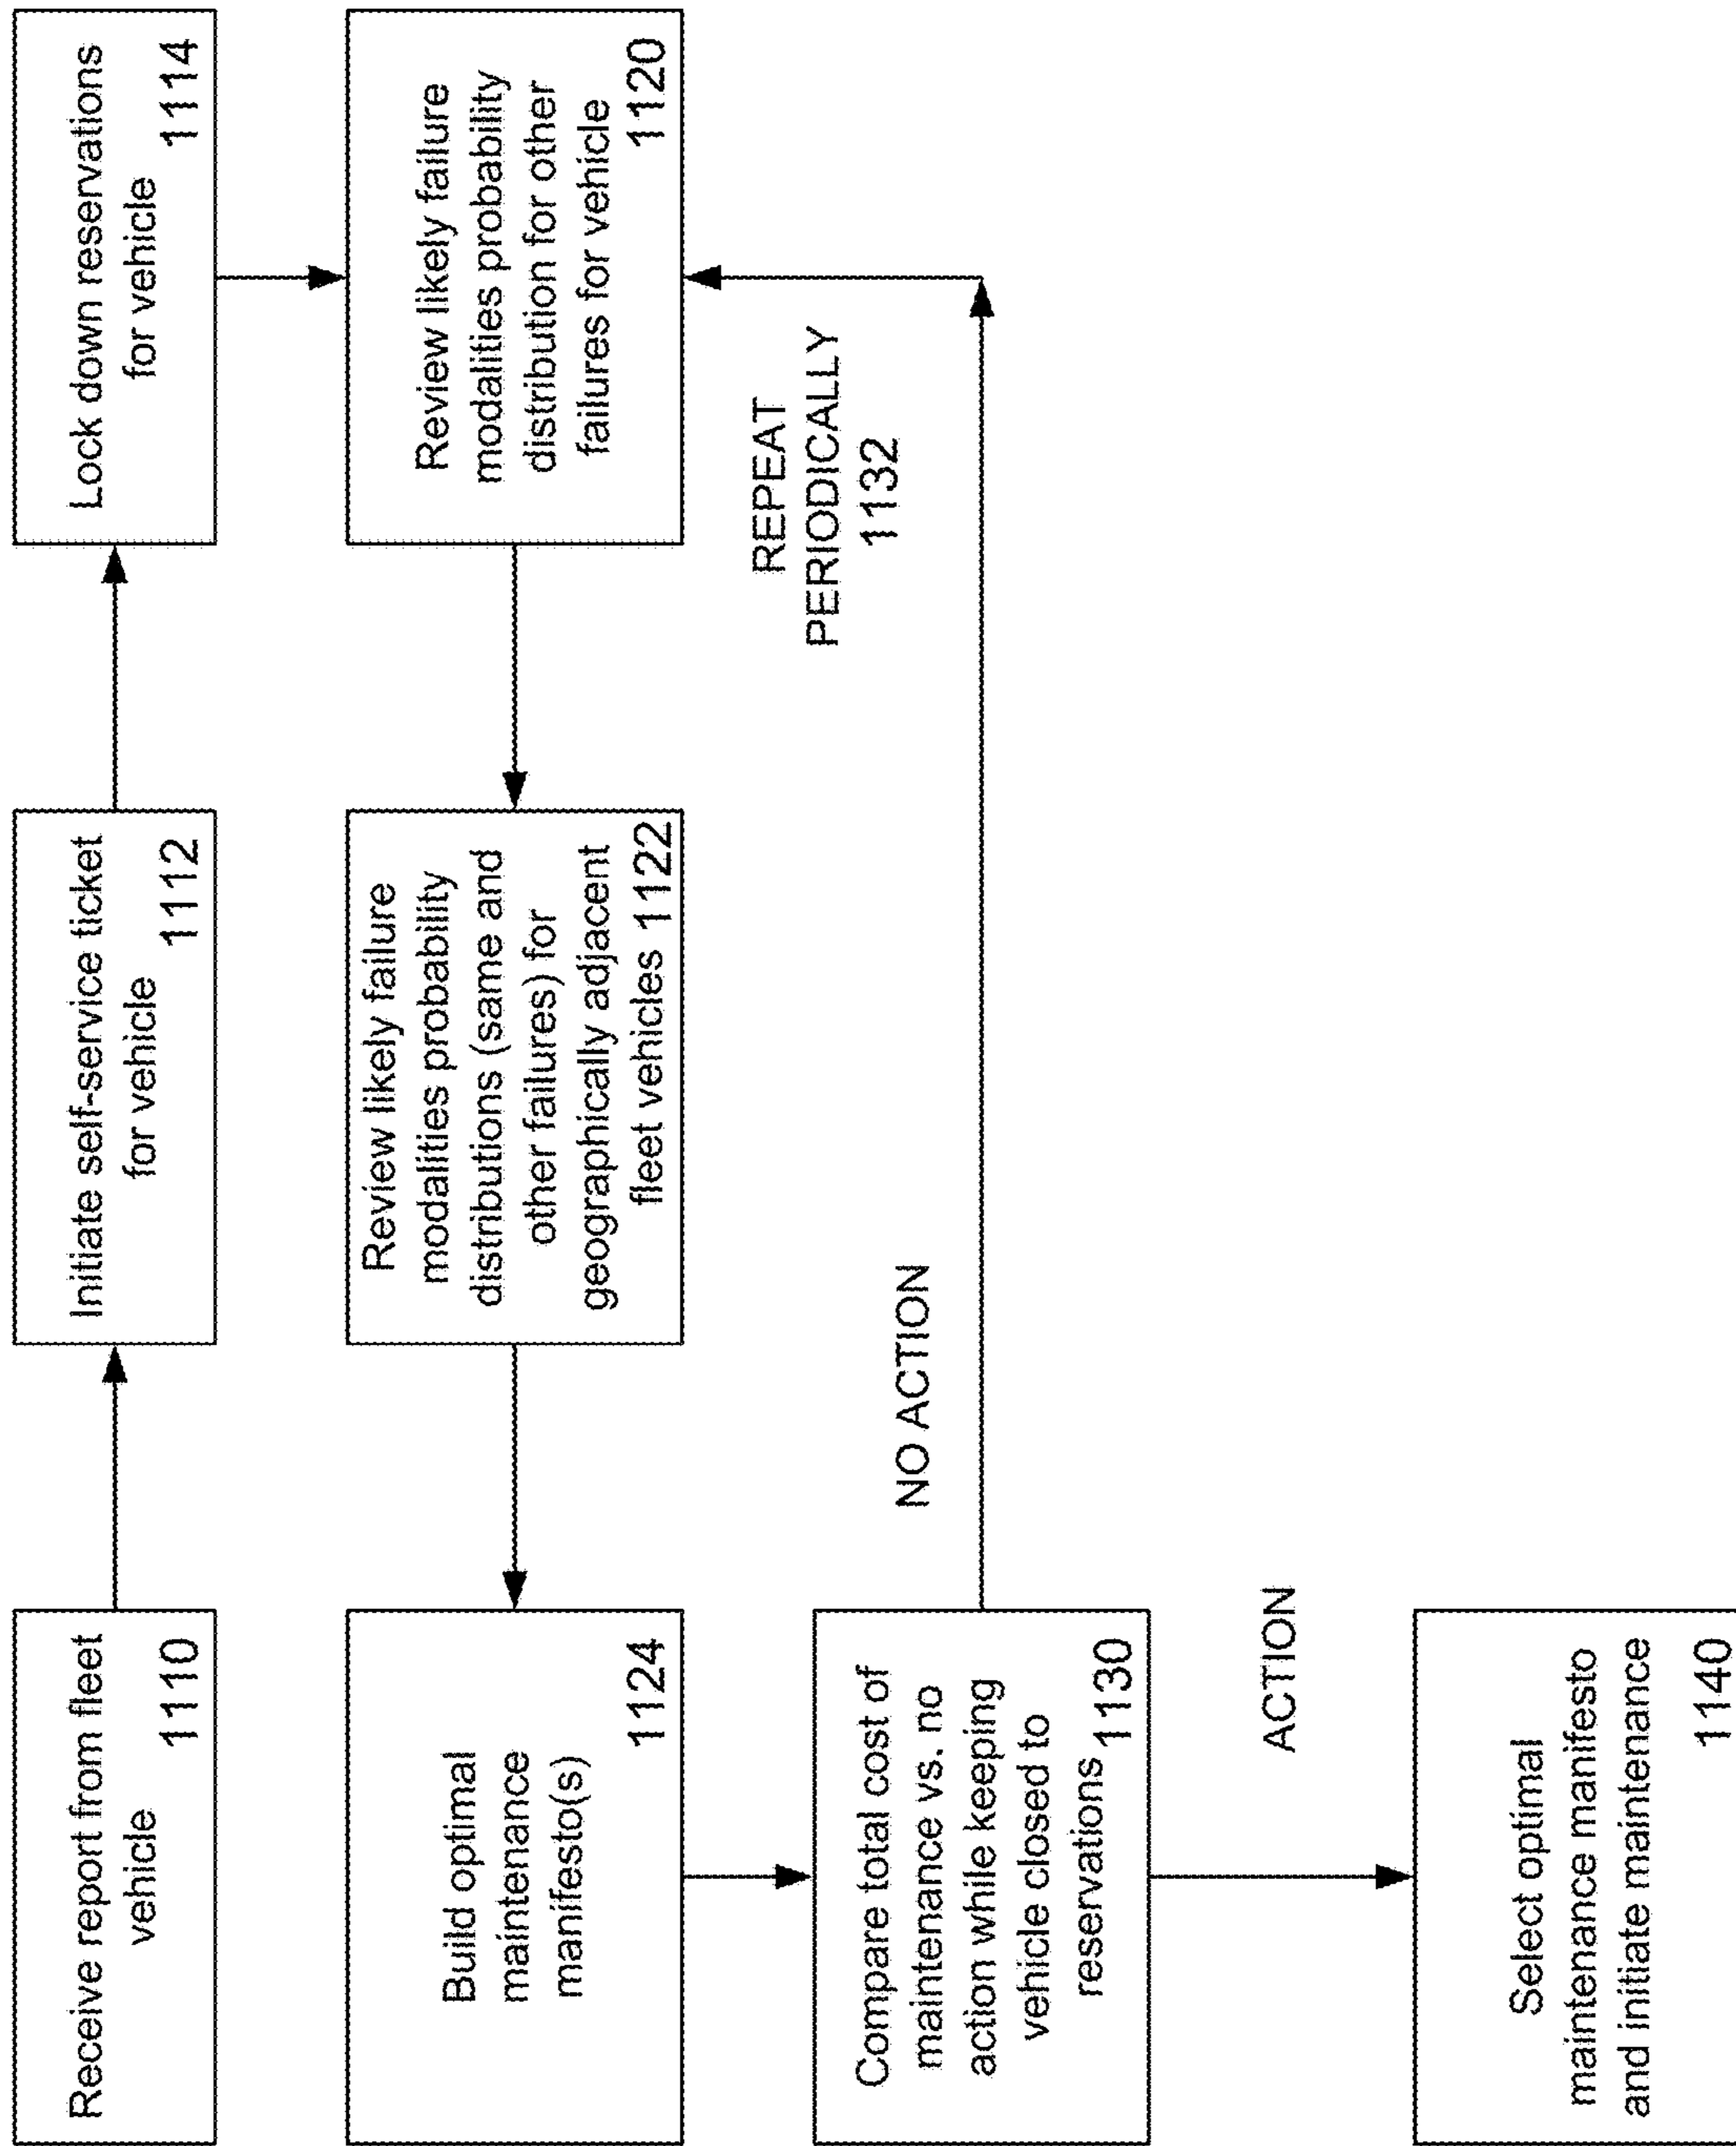 Receive report from fleet
vehicle
1110
Initiate self-service ticket
for vehicle
1112
Lock down reservations
for vehicle
1114
Review likely failure
modalities probability
distribution for other
failures for vehicle
1120
Review likely failure
modalities probability
distributions (same and
other failures) for
geographically adjacent
fleet vehicles 1122
Build optimal
maintenance
manifesto(s)
1124
Compare total cost of
maintenance vs. no
action while keeping
vehicle closed to
reservations 1130
NO ACTION
REPEAT
PERIODICALLY
1132
ACTION
Select optimal
maintenance manifesto
and initiate maintenance
1140